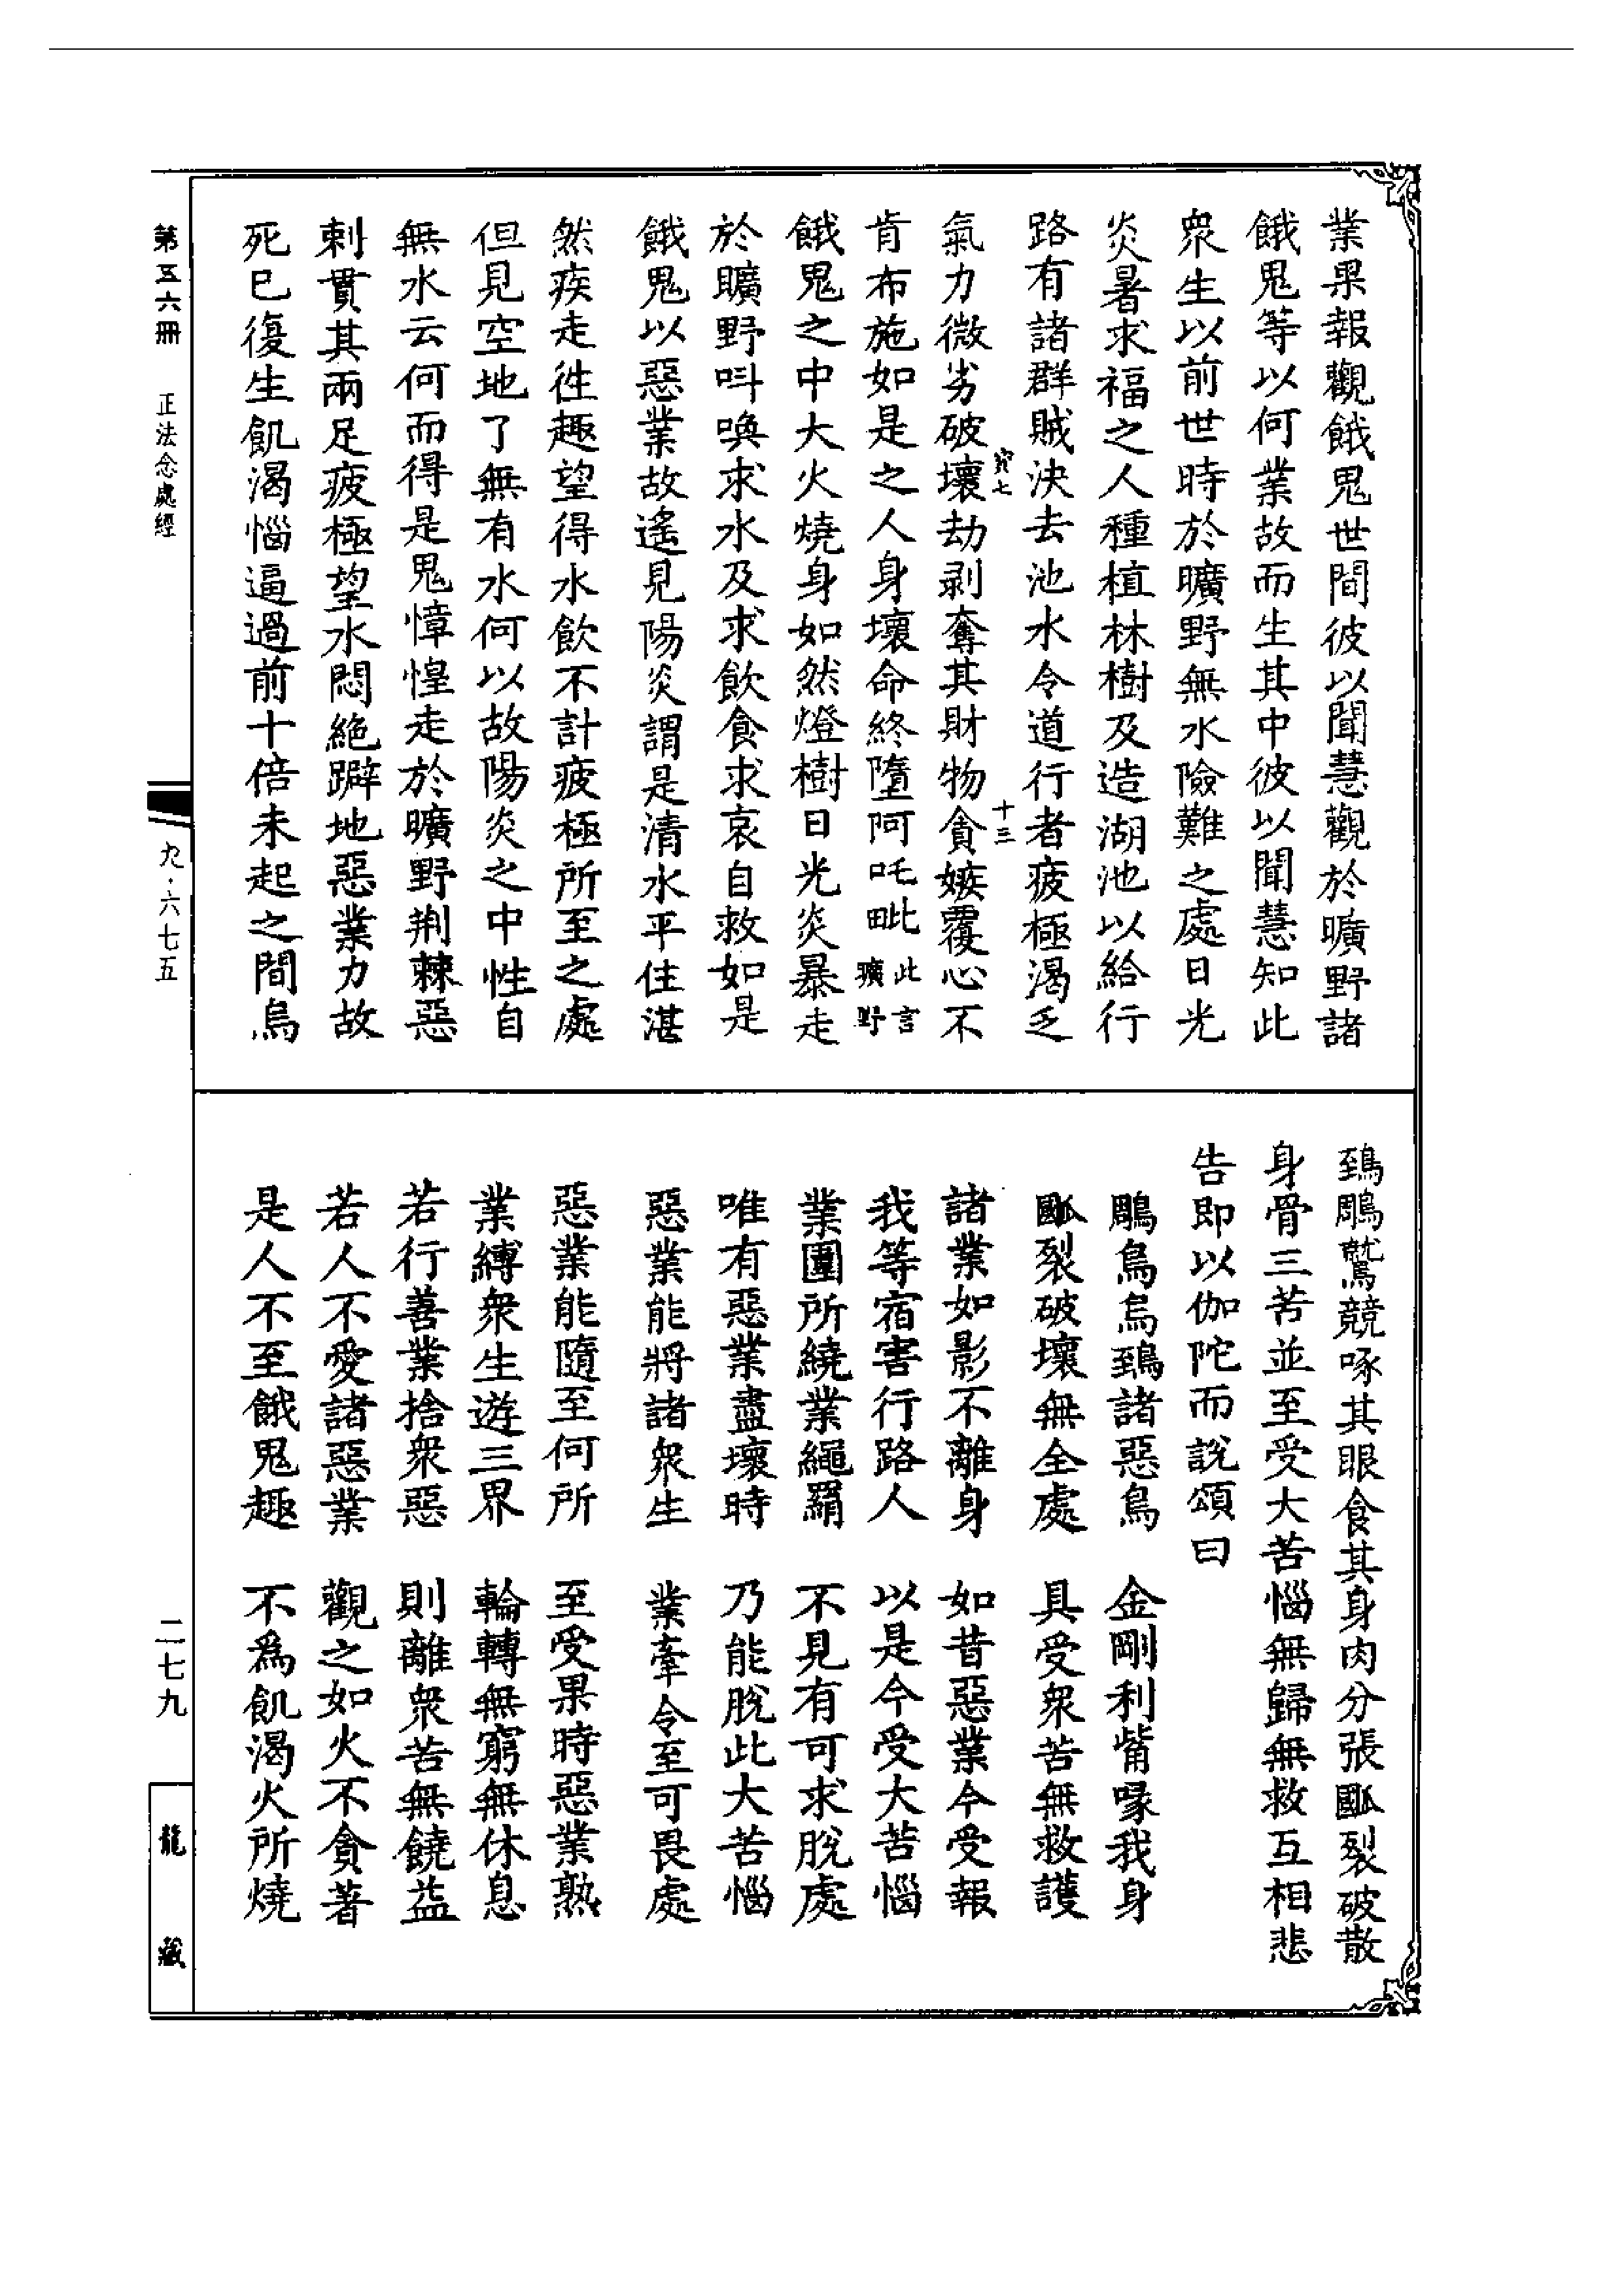 業果報觀餓鬼世間彼以聞慧觀於曠野諸
餓鬼等以何業故而生其中彼以聞慧知此
衆生以前世時於曠野無水險難之處日光
炎暑求福之人種植林樹及造湖池以給行
路有諸群賊決去池水令道行者疲極渴乏
十三
氣力微劣破壞劫剥奪其財物貪嫉覆心不
肯布施如是之人身壞命終墮阿吒毗此言曠野
餓鬼之中大火燒身如然燈樹日光炎暴走
於曠野叫喚求水及求飲食求哀自救如是
餓鬼以惡業故遙見陽炎謂是清水平住湛
然疾走徃趣望得水飲不計疲極所至之處
但見空地了無有水何以故陽炎之中性自
無水云何而得是鬼慞惶走於曠野荆棘惡
刺貫其兩足疲極望水悶絶躃地惡業力故
死已復生飢渴惱逼過前十倍未起之間烏
鵄鵰鷲競啄其眼食其身肉分張𠜾裂破散
身骨三苦並至受大苦惱無歸無救互相悲
告即以伽陀而說頌曰
鵰鳥烏鵄諸惡鳥　金剛利觜啄我身
𠜾裂破壞無全處　具受衆苦無救護
諸業如影不離身　如昔惡業今受報
我等宿害行路人　以是今受大苦惱
業圍所繞業繩羂　不見有可求脫處
唯有惡業盡壞時　乃能脫此大苦惱
惡業能將諸衆生　業牽令至可畏處
惡業能隨至何所　至受果時惡業熟
業縛衆生遊三界　輪轉無窮無休息
若行善業捨衆惡　則離衆苦無饒益
若人不愛諸惡業　觀之如火不貪著
是人不至餓鬼趣　不爲飢渴火所燒
第五六冊　正法念處經
九·六七五
二七九
龍藏